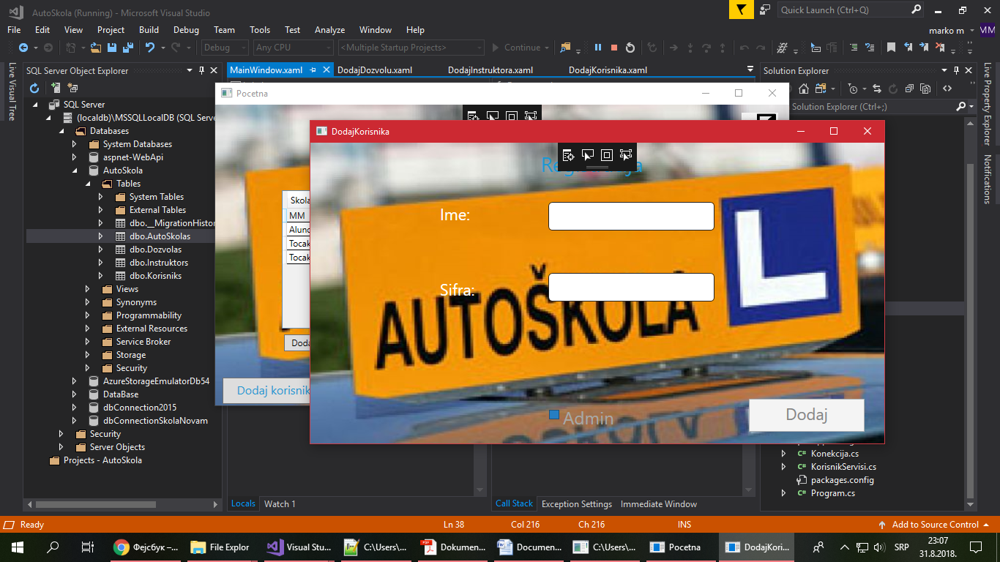 AutoSkola (Running) - Microsoft Visual Studio
Quick Launch (Ctrl+Q)
File Edit View Project Build Debug Team Tools Test Analyze Window Help
marko m
MM
Debug
Any CPU
<Multiple Startup Projects>
Continue
Live Visual Tree
SQL Server Object Explorer
MainWindow.xaml
DodajDozvolu.xaml
DodajInstruktora.xaml
DodajKorisnika.xaml
Solution Explorer
Solution Explorer (Ctrl+;)
Live Property Explorer
Notifications
SQL Server
(localdb)\MSSQLLocalDB (SQL Serve
Databases
System Databases
aspnet-WebApi
AutoSkola
Tables
System Tables
External Tables
dbo.__MigrationHistor
dbo.AutoSkolas
dbo.Dozvolas
dbo.Instruktors
dbo.Korisniks
Views
Synonyms
Programmability
External Resources
Service Broker
Storage
Security
AzureStorageEmulatorDb54
DataBase
dbConnection2015
dbConnectionSkolaNovam
Security
Server Objects
Projects - AutoSkola
Pocetna
Skola
MM
Alund
Tocak
Tocak
Doda
Dodaj korisnik
DodajKorisnika
Ime:
Sifra:
AUTOŠKOLA
L
Admin
Dodaj
Konekcija.cs
KorisnikServisi.cs
packages.config
Program.cs
Locals
Watch 1
Call Stack
Exception Settings
Immediate Window
Ready
Ln 38
Col 216
Ch 216
INS
Add to Source Control
Фејсбук –...
File Explor
Visual Stu...
C:\Users\...
Dokumen...
Documen...
C:\Users\...
Pocetna
DodajKori...
SRP
23:07
31.8.2018.